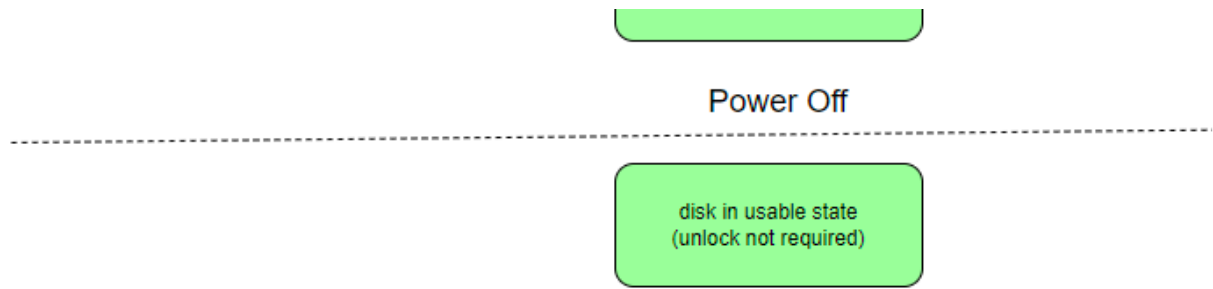 Power Off
disk in usable state
(unlock not required)